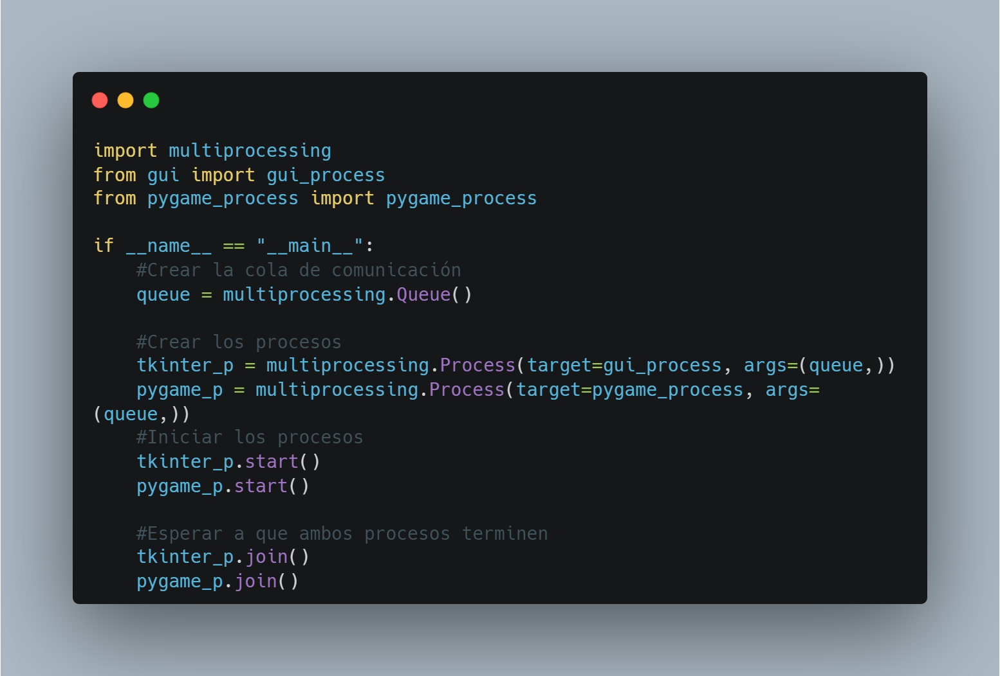 import multiprocessing
from gui import gui_process
from pygame_process import pygame_process
if __name__ == "__main__":
#Crear la cola de comunicación
queue = multiprocessing.Queue()
#Crear los procesos
tkinter_p = multiprocessing.Process(target=gui_process, args=(queue,))
pygame_p = multiprocessing.Process(target=pygame_process, args=
(queue,))
#Iniciar los procesos
tkinter_p.start()
pygame_p.start()
#Esperar a que ambos procesos terminen
tkinter_p.join()
pygame_p.join()